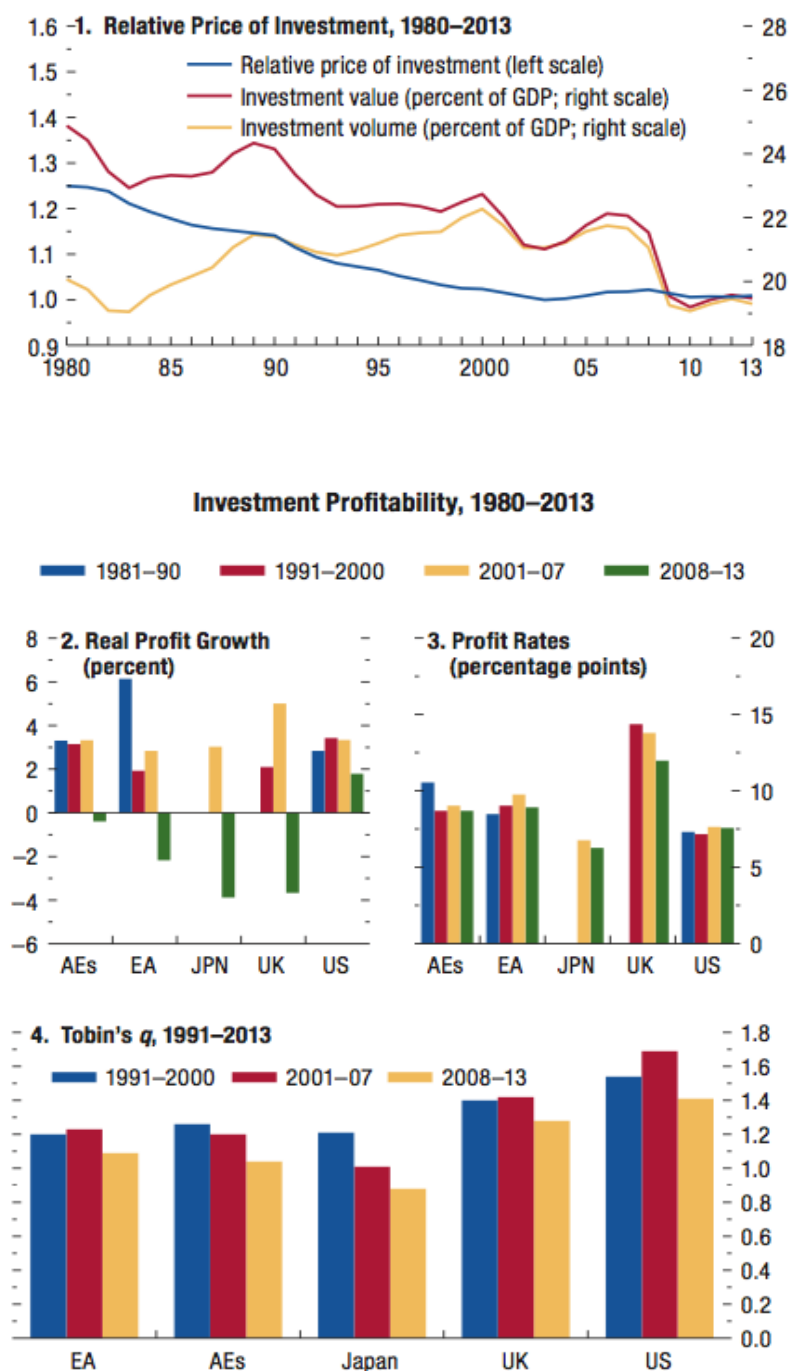 1. Relative Price of Investment, 1980–2013
Relative price of investment (left scale)
Investment value (percent of GDP; right scale)
Investment volume (percent of GDP; right scale)
1.6
1.5
1.4
1.3
1.2
1.1
1.0
0.9
28
26
24
22
20
18
1980 85 90 95 2000 05 10 13
Investment Profitability, 1980–2013
1981–90 1991–2000 2001–07 2008–13
2. Real Profit Growth
(percent)
8
6
4
2
0
–2
–4
–6
AEs EA JPN UK US
3. Profit Rates
(percentage points)
20
15
10
5
0
AEs EA JPN UK US
4. Tobin's q, 1991–2013
1991–2000 2001–07 2008–13
1.8
1.6
1.4
1.2
1.0
0.8
0.6
0.4
0.2
0.0
EA AEs Japan UK US